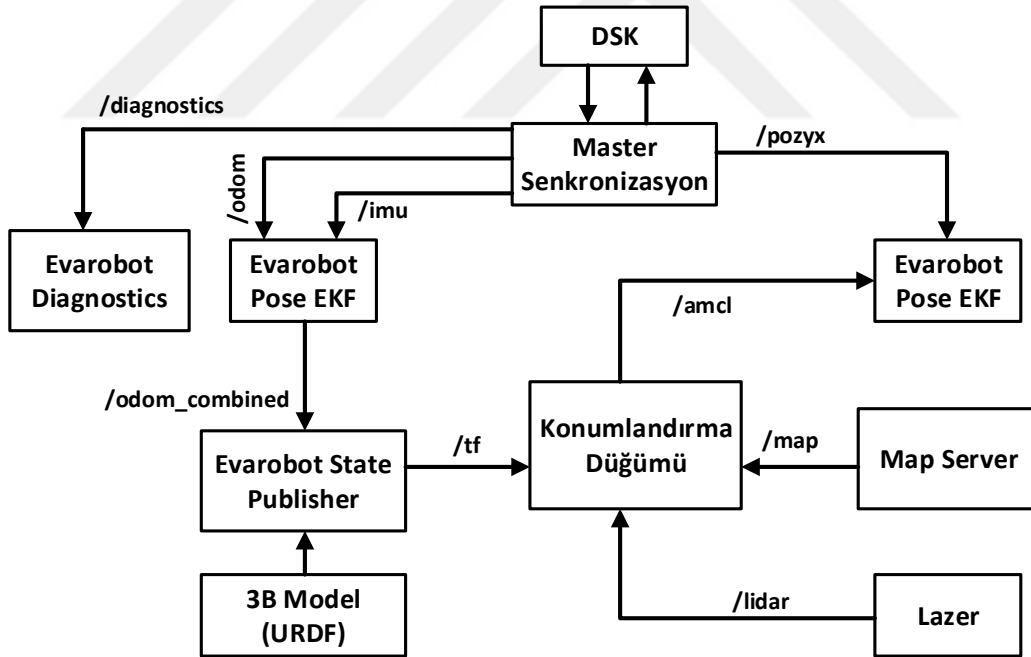 DSK
/diagnostics
Master
Senkronizasyon
/pozyx
/odom
/imu
Evarobot
Diagnostics
Evarobot
Pose EKF
Evarobot
Pose EKF
/amcl
/odom_combined
Konumlandırma
Düğümü
Evarobot State
Publisher
/tf
/map
Map Server
3B Model
(URDF)
/lidar
Lazer